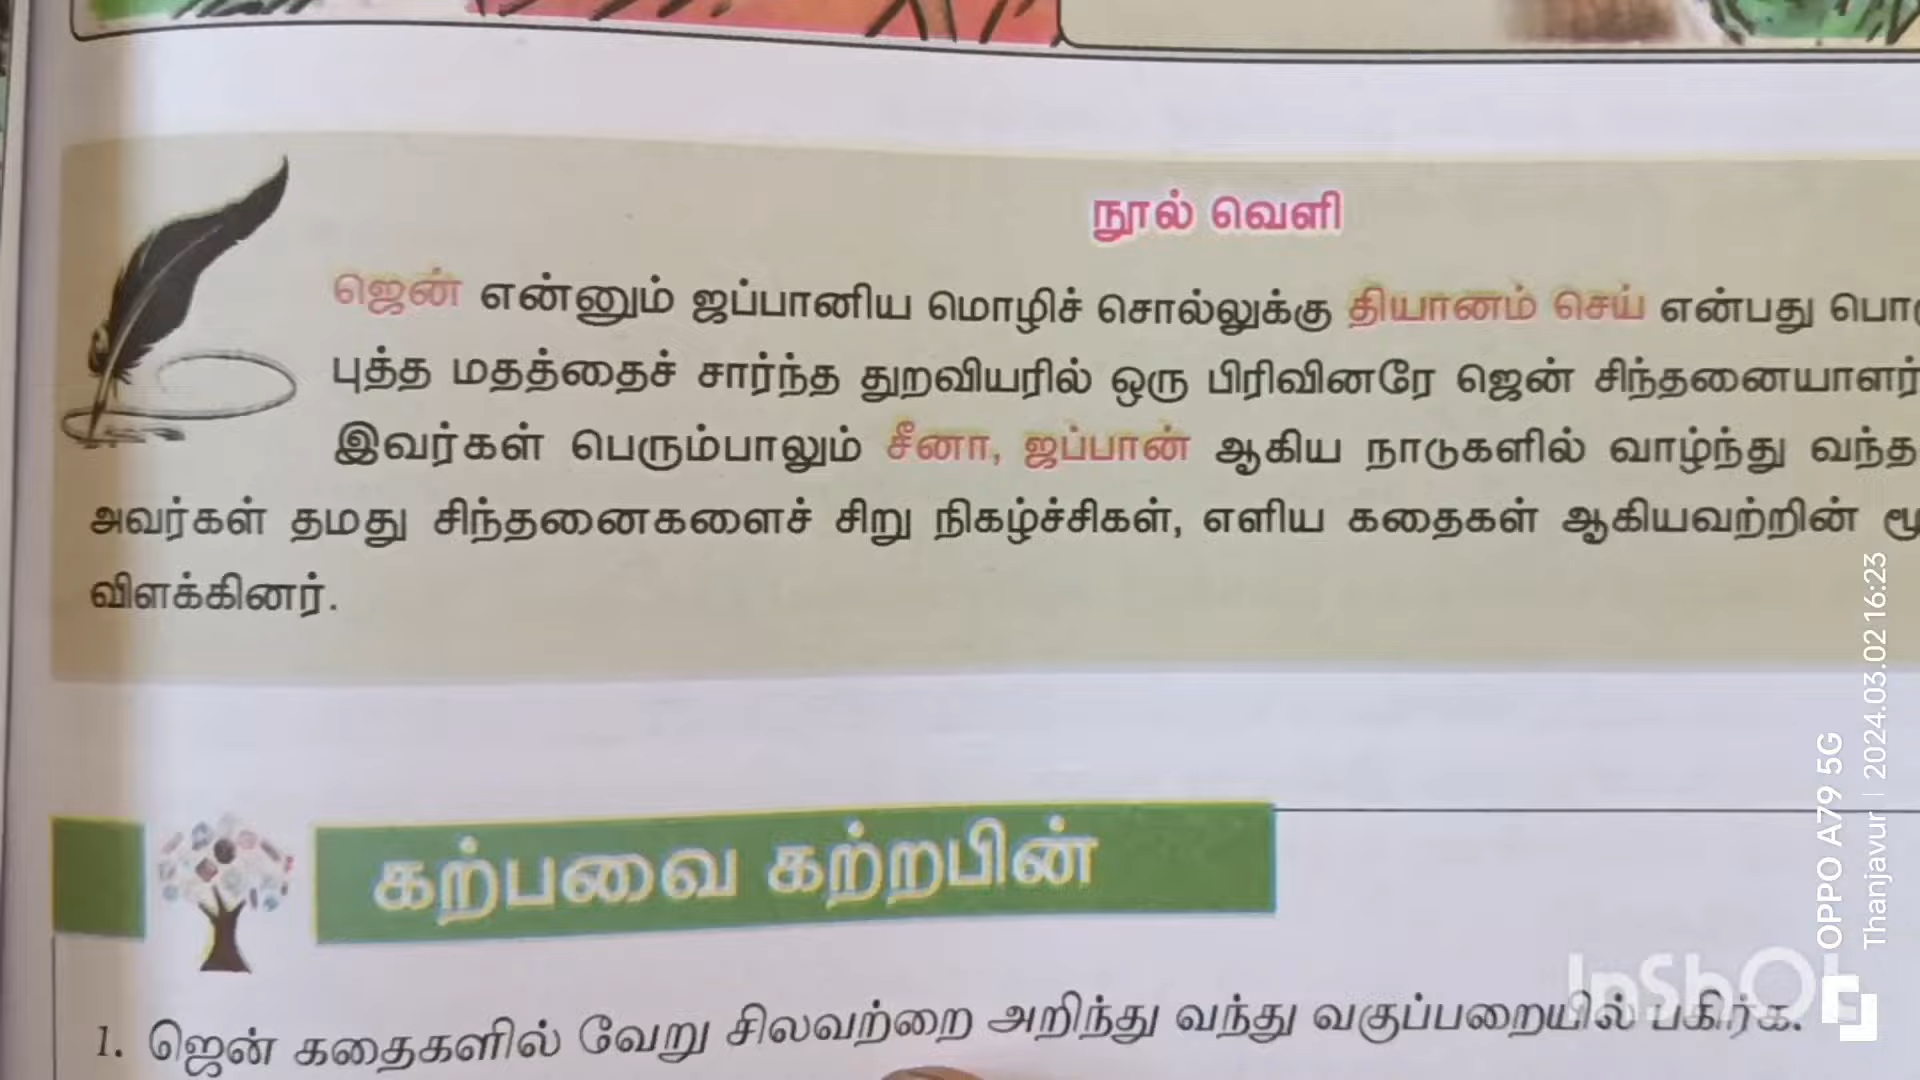 நூல் வெளி
ஜென் என்னும் ஜப்பானிய மொழிச் சொல்லுக்கு தியானம் செய் என்பது
புத்த மதத்தைச் சார்ந்த துறவியரில் ஒரு பிரிவினரே ஜென் சிந்தனையாளர்
இவர்கள் பெரும்பாலும் சீனா, ஜப்பான் ஆகிய நாடுகளில் வாழ்ந்து வந்த
அவர்கள் தமது சிந்தனைகளைச் சிறு நிகழ்ச்சிகள், எளிய கதைகள் ஆகியவற்றின்
விளக்கினர்.
கற்பவை கற்றபின்
1. ஜென் கதைகளில் வேறு சிலவற்றை அறிந்து வந்து வகுப்பறையில் பகிர்க.
InShOt
OPPO A79 5G
Thanjavur | 2024.03.02 16:23